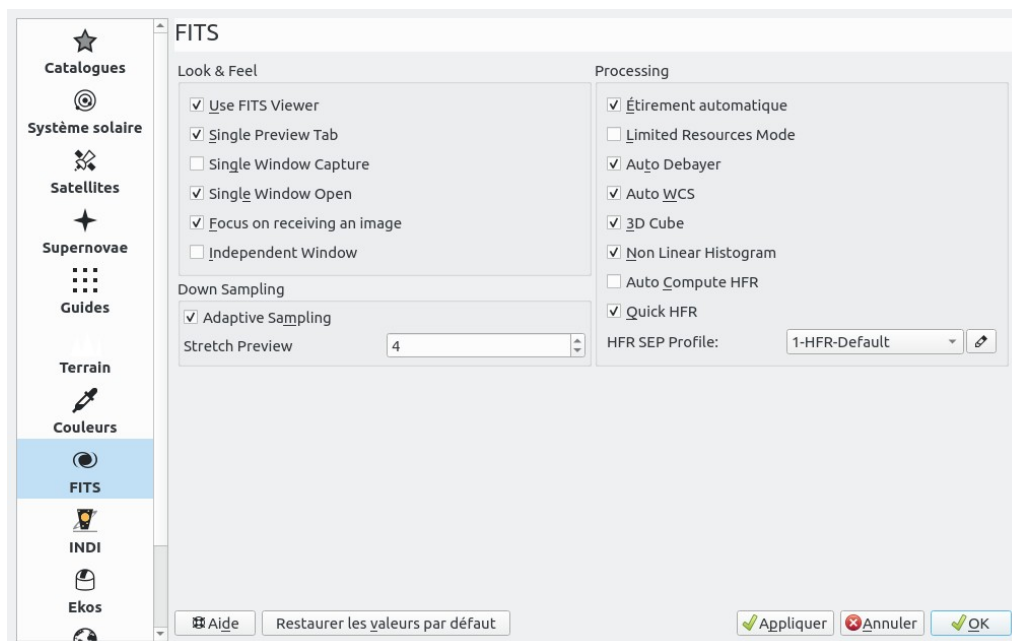 Catalogues
Système solaire
Satellites
Supernovae
Guides
Terrain
Couleurs
FITS
INDI
Ekos
FITS
Look & Feel
Use FITS Viewer
Single Preview Tab
Single Window Capture
Single Window Open
Focus on receiving an image
Independent Window
Down Sampling
Adaptive Sampling
Stretch Preview 4
Processing
Étirement automatique
Limited Resources Mode
Auto Debayer
Auto WCS
3D Cube
Non Linear Histogram
Auto Compute HFR
Quick HFR
HFR SEP Profile: 1-HFR-Default
Aide Restaurer les valeurs par défaut Appliquer Annuler OK